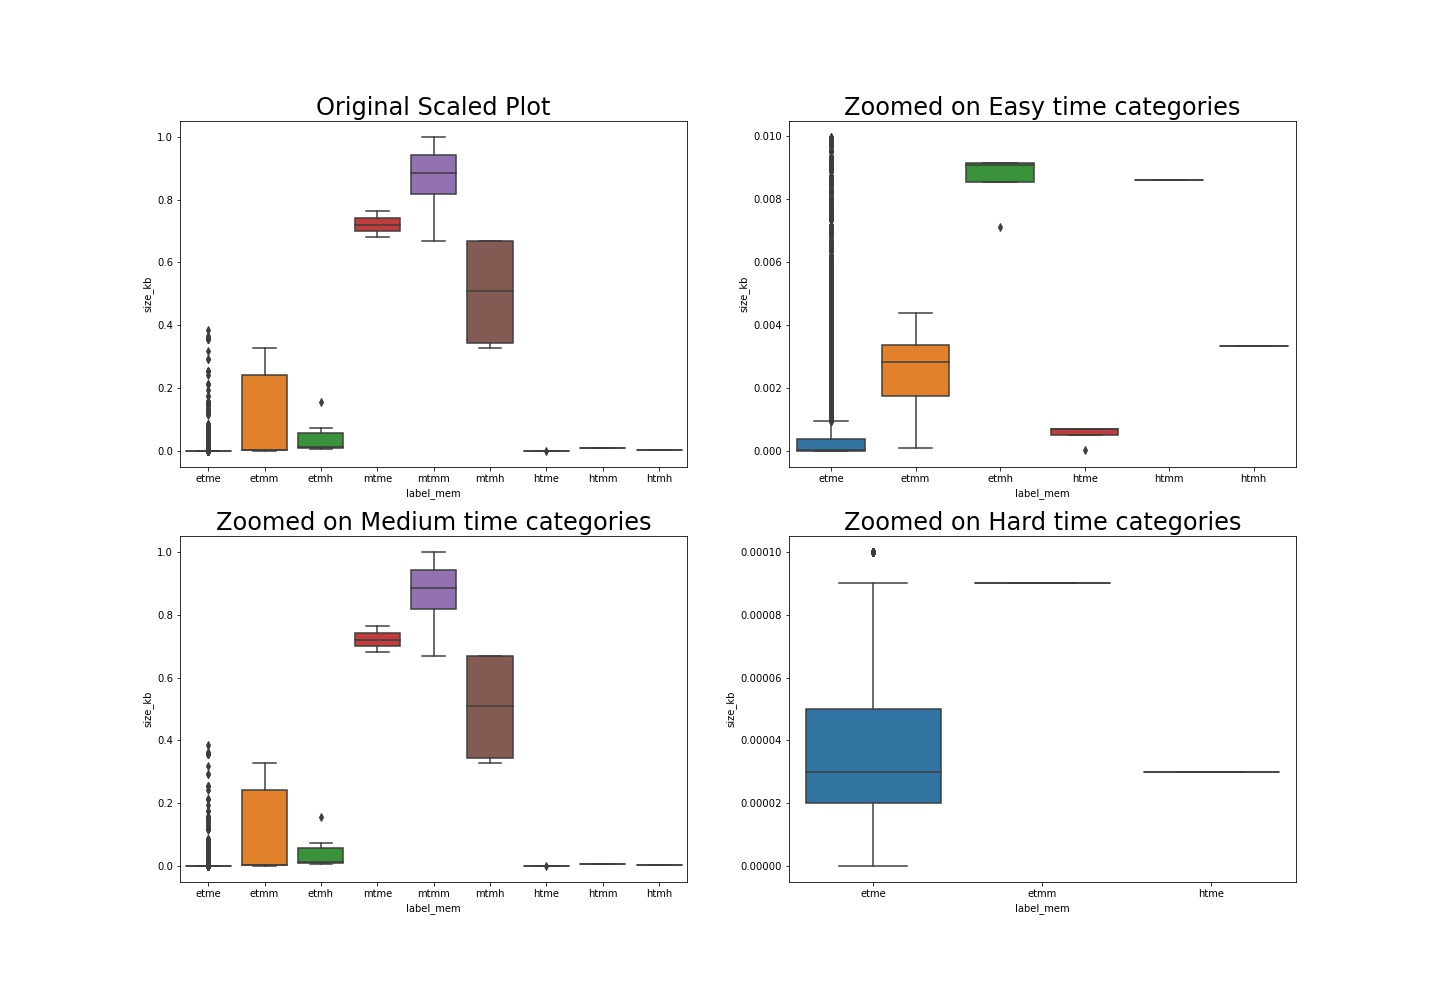 Original Scaled Plot
1.0
0.8
0.6
0.4
0.2
0.0
size_kb
etme etmm etmh mtme mtmm mtmh htme htmm htmh
label_mem
Zoomed on Easy time categories
0.010
0.008
0.006
0.004
0.002
0.000
size_kb
etme etmm etmh htme htmm htmh
label_mem
Zoomed on Medium time categories
1.0
0.8
0.6
0.4
0.2
0.0
size_kb
etme etmm etmh mtme mtmm mtmh htme htmm htmh
label_mem
Zoomed on Hard time categories
0.00010
0.00008
0.00006
0.00004
0.00002
0.00000
size_kb
etme etmm htme
label_mem